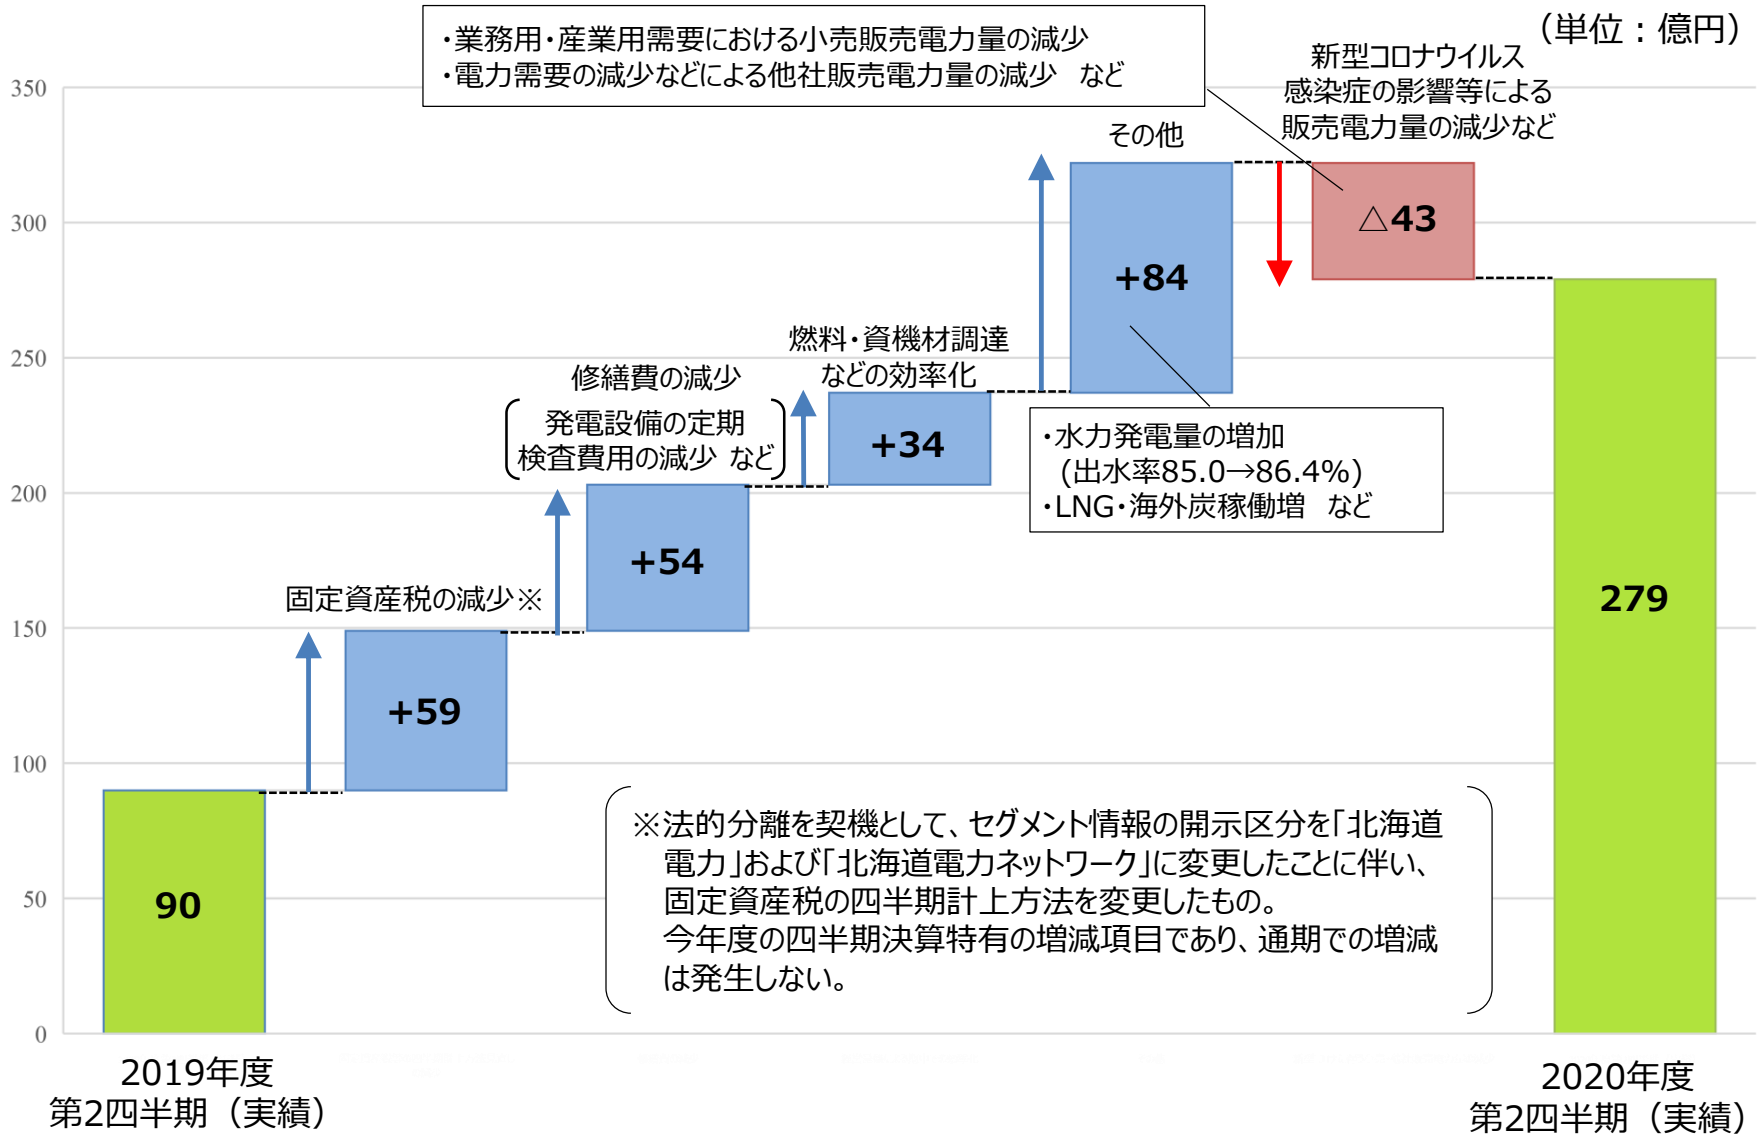 ・業務用・産業用需要における小売販売電力量の減少
・電力需要の減少などによる他社販売電力量の減少 など
（単位：億円）
新型コロナウイルス
感染症の影響等による
販売電力量の減少など
その他
△43
+84
燃料・資機材調達
などの効率化
+34
・水力発電量の増加
(出水率85.0→86.4%)
・LNG・海外炭稼働増 など
修繕費の減少
発電設備の定期
検査費用の減少 など
+54
固定資産税の減少※
+59
279
90
※法的分離を契機として、セグメント情報の開示区分を「北海道
電力」および「北海道電力ネットワーク」に変更したことに伴い、
固定資産税の四半期計上方法を変更したもの。
今年度の四半期決算特有の増減項目であり、通期での増減
は発生しない。
350
300
250
200
150
100
50
0
2019年度
第2四半期（実績）
2020年度
第2四半期（実績）